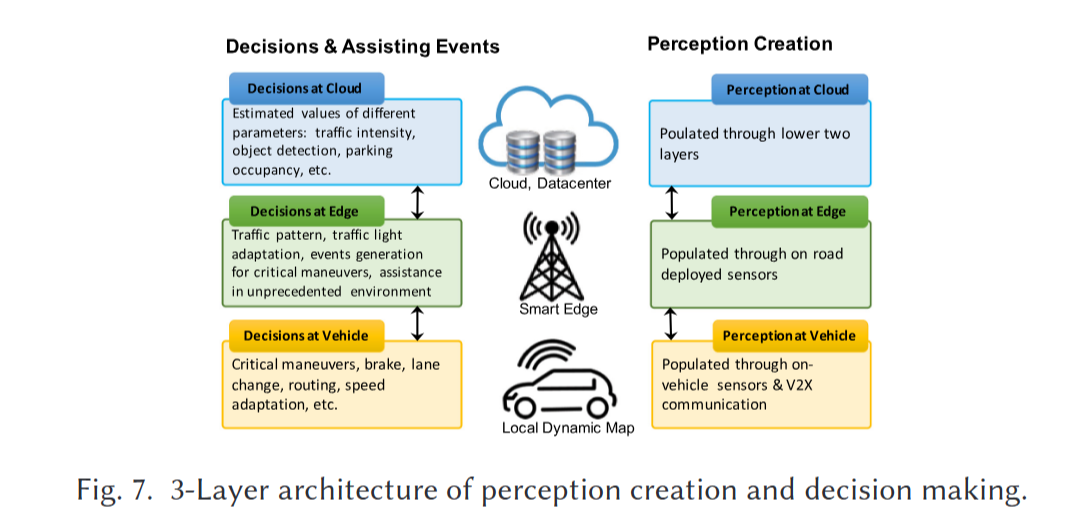 Decisions & Assisting Events
Perception Creation
Decisions at Cloud
Estimated values of different
parameters: traffic intensity,
object detection, parking
occupancy, etc.
Cloud, Datacenter
Perception at Cloud
Poulated through lower two
layers
Decisions at Edge
Traffic pattern, traffic light
adaptation, events generation
for critical maneuvers, assistance
in unprecedented environment
Smart Edge
Perception at Edge
Populated through on road
deployed sensors
Decisions at Vehicle
Critical maneuvers, brake, lane
change, routing, speed
adaptation, etc.
Local Dynamic Map
Perception at Vehicle
Populated through on-
vehicle sensors & V2X
communication
Fig. 7. 3-Layer architecture of perception creation and decision making.